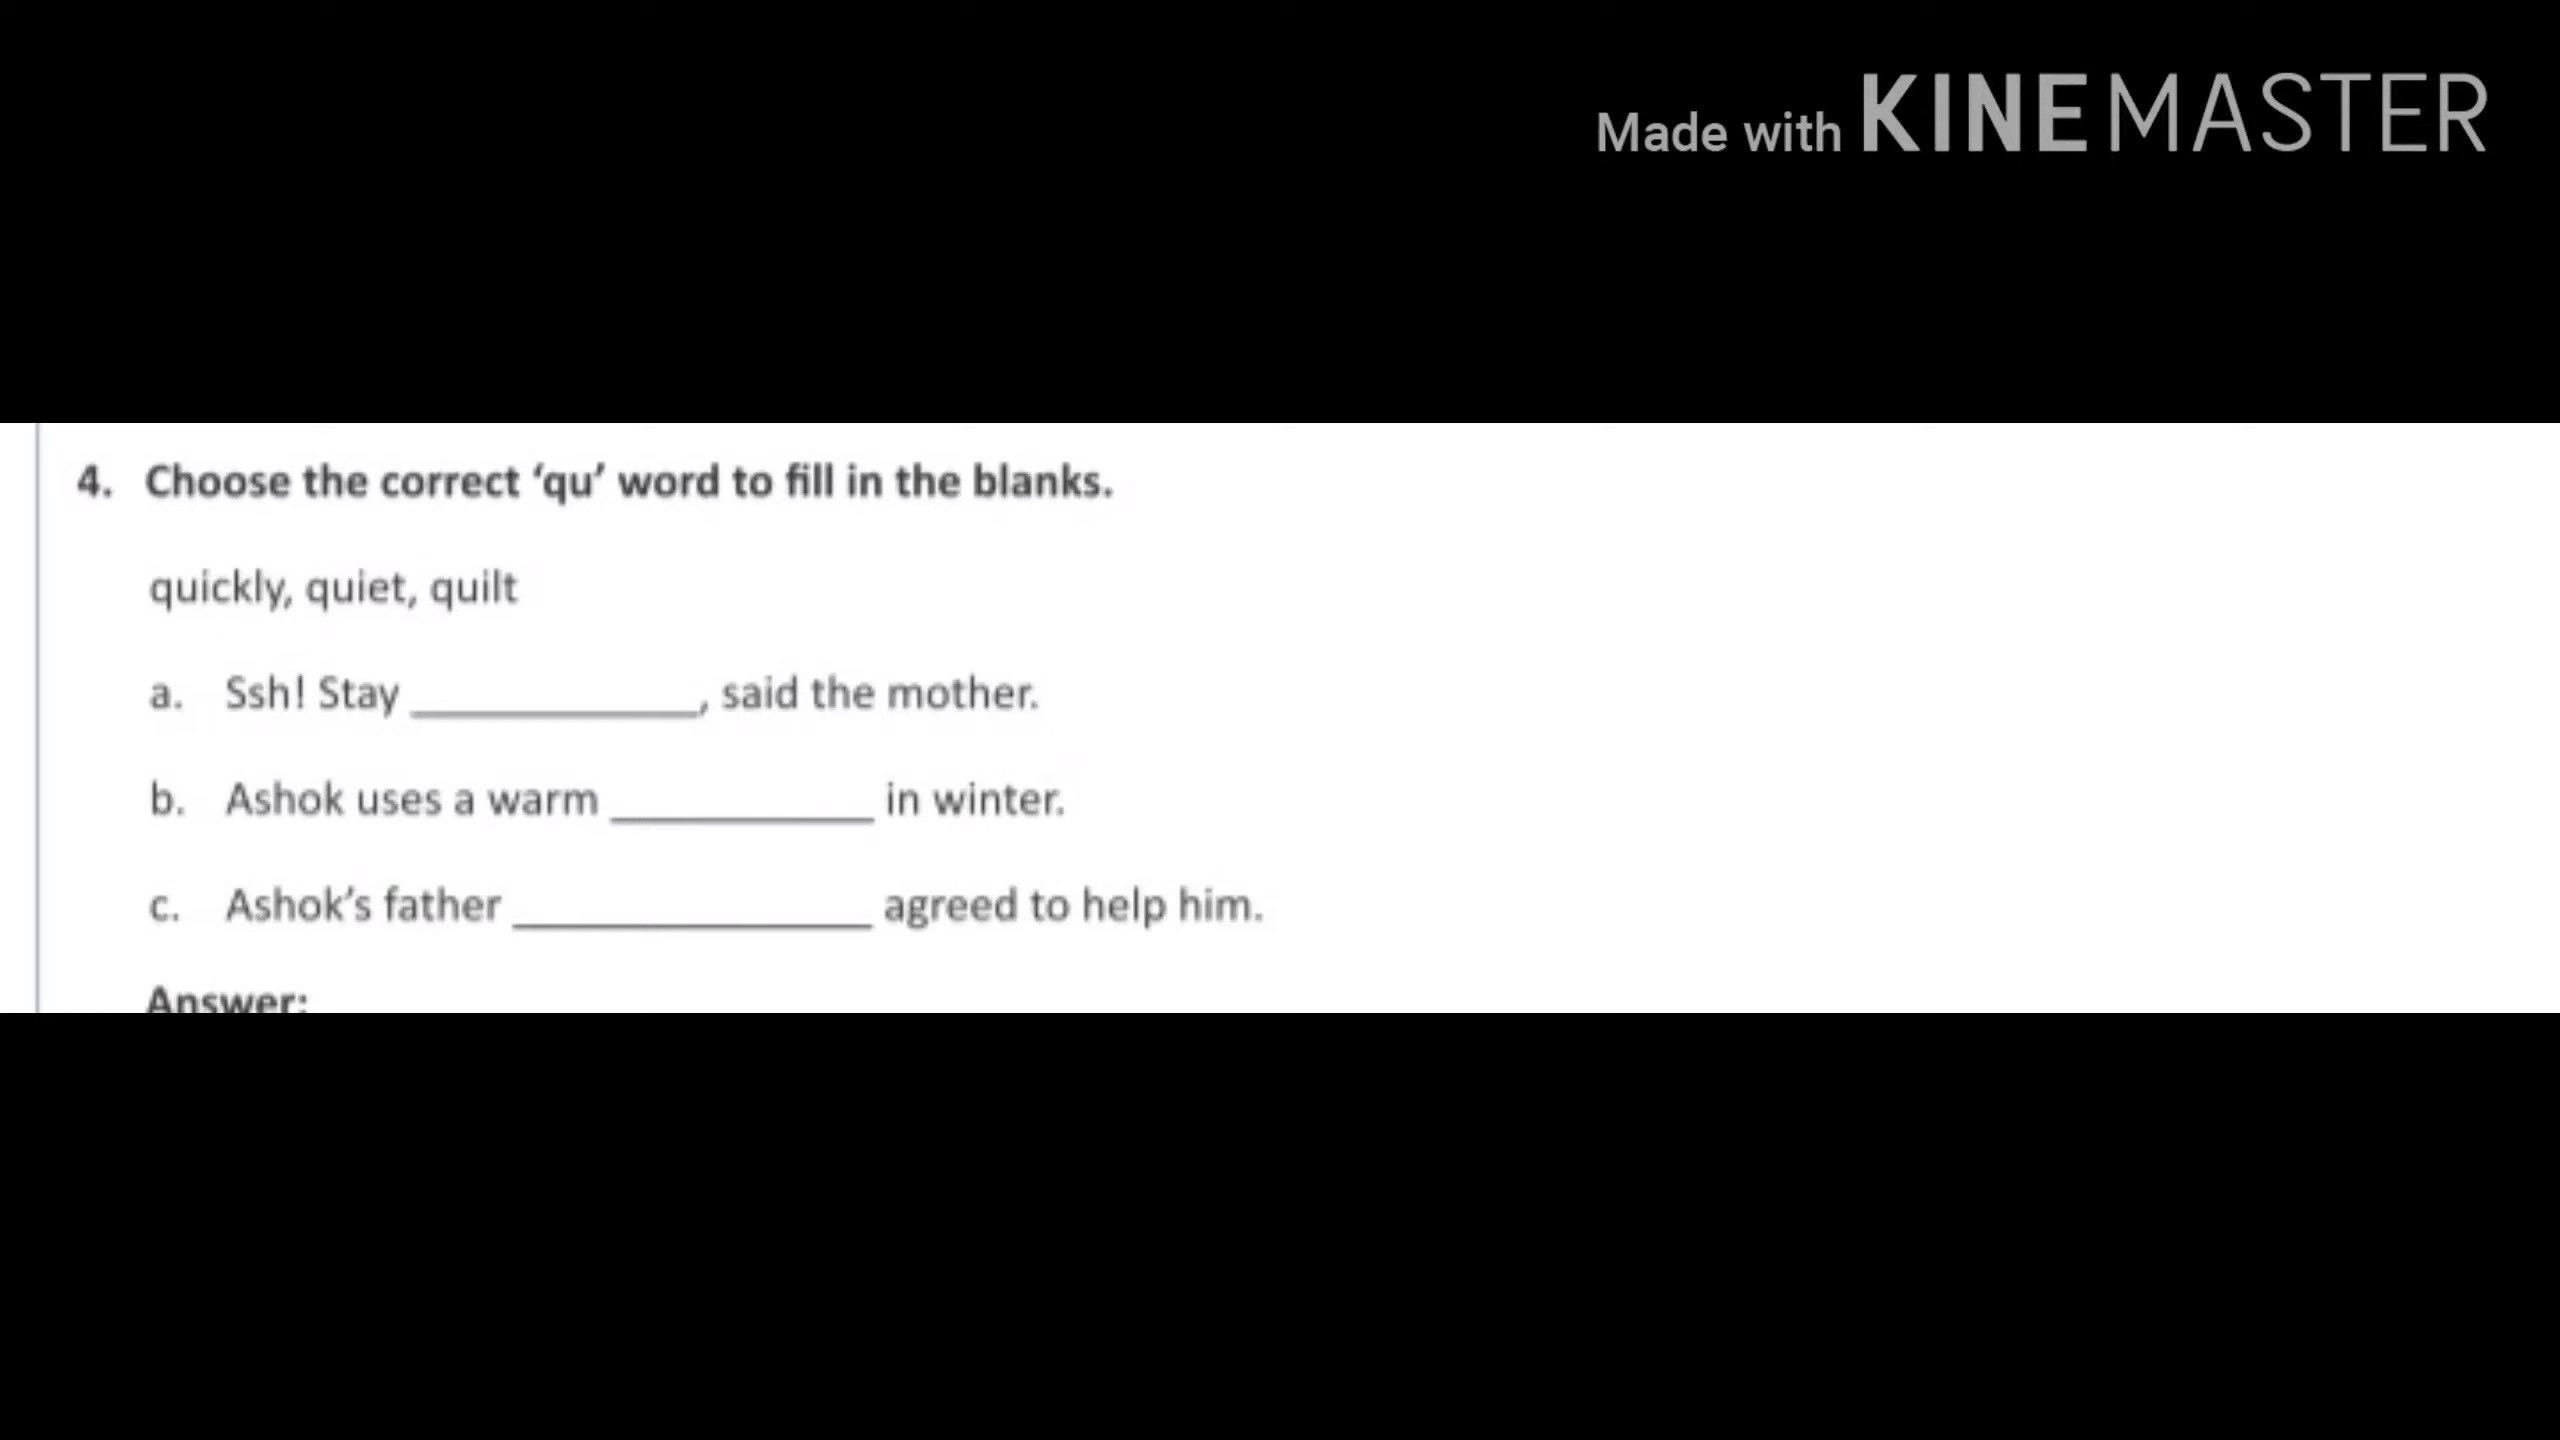 Made with KINEMASTER
4. Choose the correct ‘qu’ word to fill in the blanks.
quickly, quiet, quilt
a. Ssh! Stay ____________, said the mother.
b. Ashok uses a warm ___________ in winter.
c. Ashok’s father _______________ agreed to help him.
Answer: